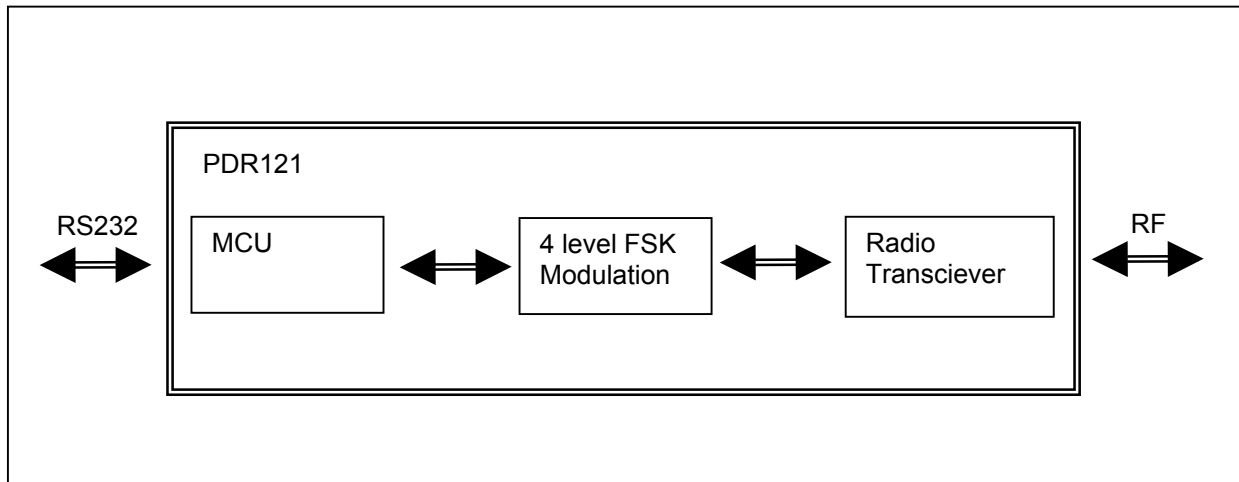 PDR121
RS232
MCU
4 level FSK
Modulation
Radio
Transciever
RF